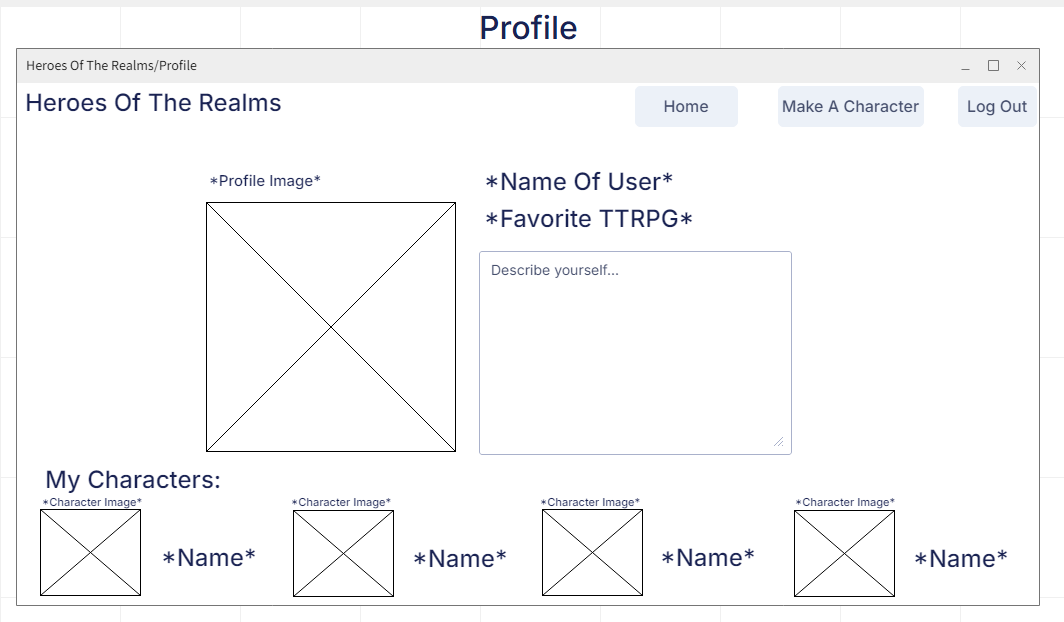 Profile
Heroes Of The Realms/Profile
Heroes Of The Realms
Home
Make A Character
Log Out
*Profile Image*
*Name Of User*
*Favorite TTRPG*
Describe yourself...
My Characters:
*Character Image*
*Name*
*Character Image*
*Name*
*Character Image*
*Name*
*Character Image*
*Name*